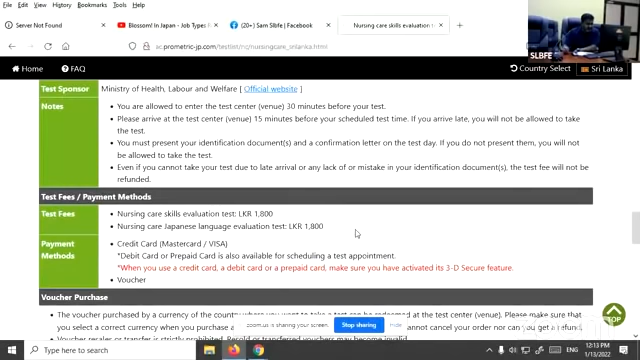 Server Not Found
Blossom! In Japan - Job Types F
(20+) Sam Slbfe | Facebook
Nursing care skills evaluation tes
File Edit View History Bookmarks Tools Help
ac.prometric-jp.com/testlist/nc/nursingcare_srilanka.html
SLBFE
Home FAQ Country Select Sri Lanka
Test Sponsor Ministry of Health, Labour and Welfare [ Official website ]
Notes
You are allowed to enter the test center (venue) 30 minutes before your test.
Please arrive at the test center (venue) 15 minutes before your scheduled test time. If you arrive late, you will not be allowed to take
the test.
You must present your identification document(s) and a confirmation letter on the test day. If you do not present them, you will not
be allowed to take the test.
Even if you cannot take your test due to late arrival or any lack of or mistake in your identification document(s), the test fee will not be
refunded.
Test Fees / Payment Methods
Test Fees
Nursing care skills evaluation test: LKR 1,800
Nursing care Japanese language evaluation test: LKR 1,800
Payment
Methods
Credit Card (Mastercard / VISA)
*Debit Card or Prepaid Card is also available for scheduling a test appointment.
*When you use a credit card, a debit card or a prepaid card, make sure you have activated its 3-D Secure feature.
Voucher
Voucher Purchase
The voucher purchased by a currency of the country where you want to take a test can be redeemed at the test center (venue). Please make sure that
you select a correct currency when you purchase a
cannot cancel your order nor can you get a refund.
zoom.us is sharing your screen. Stop sharing Hide
Voucher resales or transfer is strictly prohibited. Resold or transferred vouchers may become invalid.
TOP
Type here to search
12:13 PM
1/13/2022